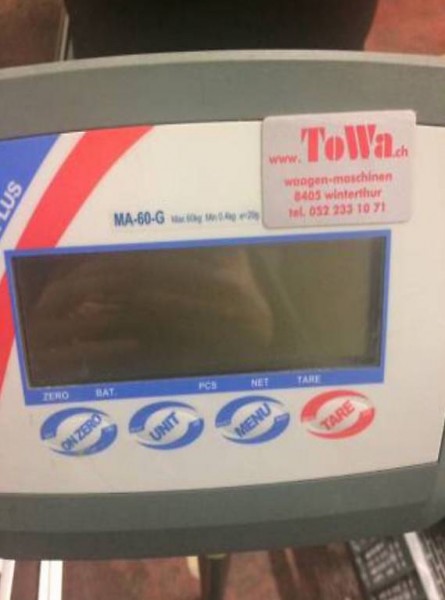 www.ToWa.ch
waagen-maschinen
8405 winterthur
tel. 052 233 10 71
LUS
MA-60-G Max 60kg Min 0.4kg e=20g
ZERO BAT. PCS NET TARE
ON ZERO UNIT MENU TARE